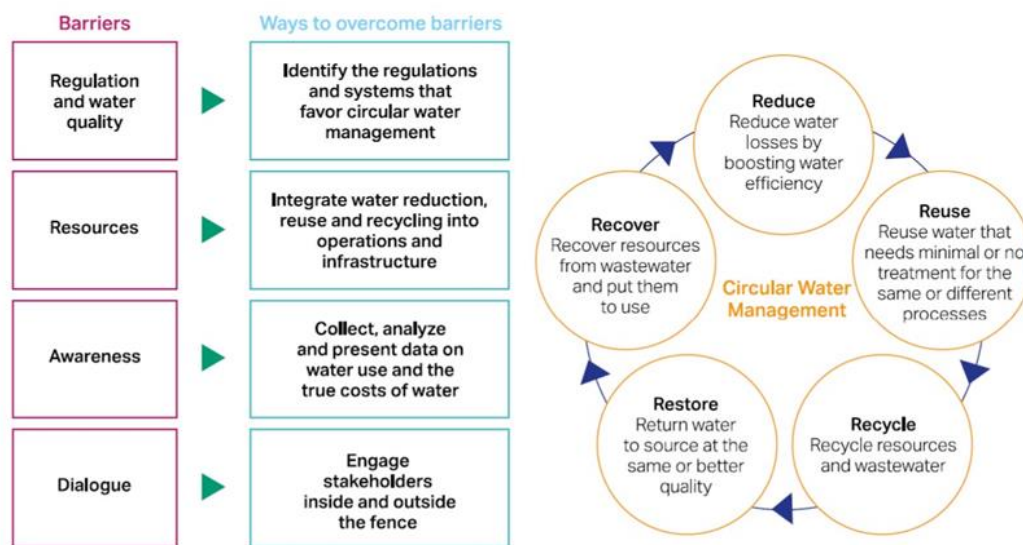 Barriers
Ways to overcome barriers
Regulation
and water
quality
Identify the regulations
and systems that
favor circular water
management
Resources
Integrate water reduction,
reuse and recycling into
operations and
infrastructure
Awareness
Collect, analyze
and present data on
water use and the
true costs of water
Dialogue
Engage
stakeholders
inside and outside
the fence
Circular Water
Management
Reduce
Reduce water
losses by
boosting water
efficiency
Reuse
Reuse water that
needs minimal or no
treatment for the
same or different
processes
Recycle
Recycle resources
and wastewater
Restore
Return water
to source at the
same or better
quality
Recover
Recover resources
from wastewater
and put them
to use